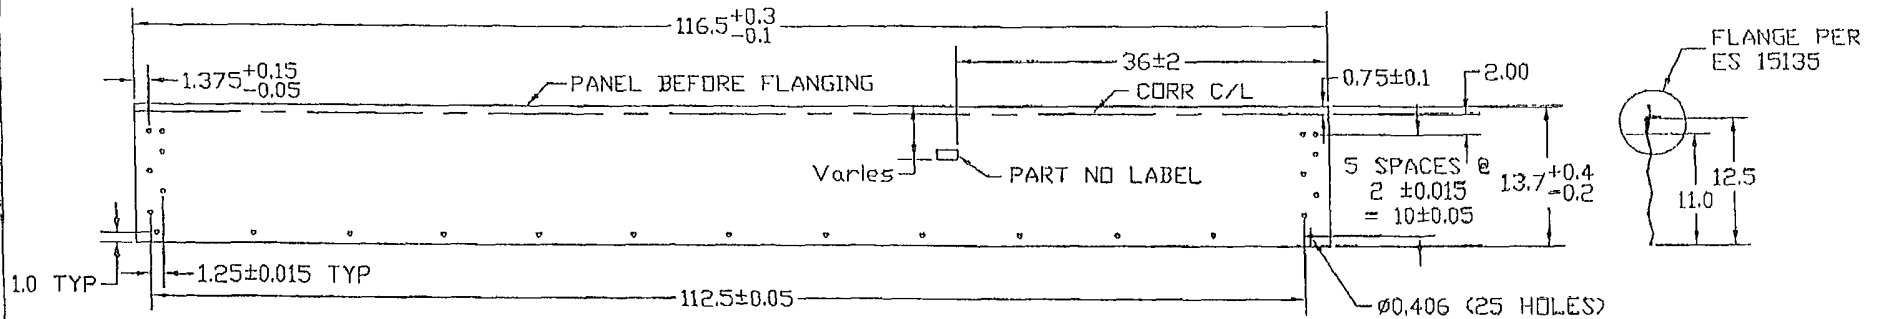 116.5+0.3
-0.1
36±2
FLANGE PER
ES 15135
1.375+0.15
-0.05
PANEL BEFORE FLANGING
CORR C/L
0.75±0.1
2.00
Varies
PART NO LABEL
5 SPACES @
2 ±0.015
= 10±0.05
13.7+0.4
-0.2
11.0
12.5
1.0 TYP
1.25±0.015 TYP
112.5±0.05
ø0.406 (25 HOLES)